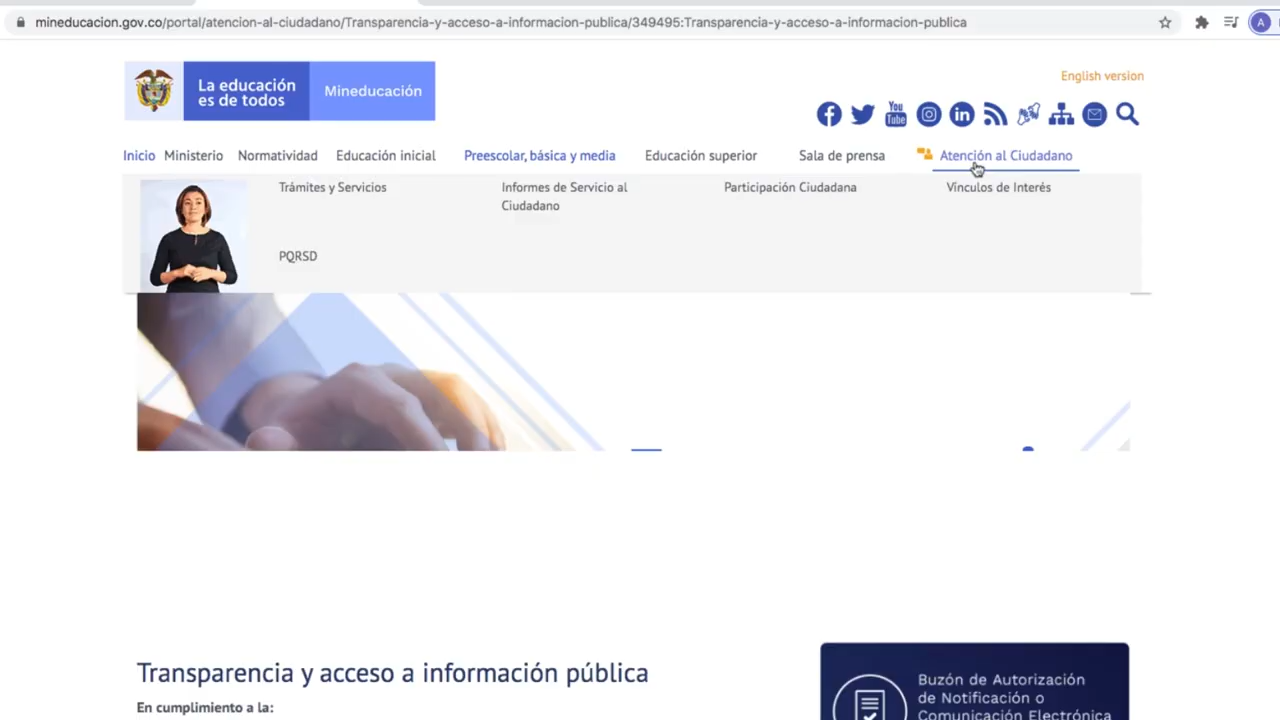 mineducacion.gov.co/portal/atencion-al-ciudadano/Transparencia-y-acceso-a-informacion-publica/349495:Transparencia-y-acceso-a-informacion-publica
A
La educación
es de todos
Mineducación
English version
You
Tube
in
Inicio Ministerio Normatividad Educación inicial Preescolar, básica y media Educación superior Sala de prensa Atención al Ciudadano
Trámites y Servicios Informes de Servicio al Participación Ciudadana Vínculos de Interés
Ciudadano
PQRSD
Transparencia y acceso a información pública
En cumplimiento a la:
Buzón de Autorización
de Notificación o
Comunicación Electrónica